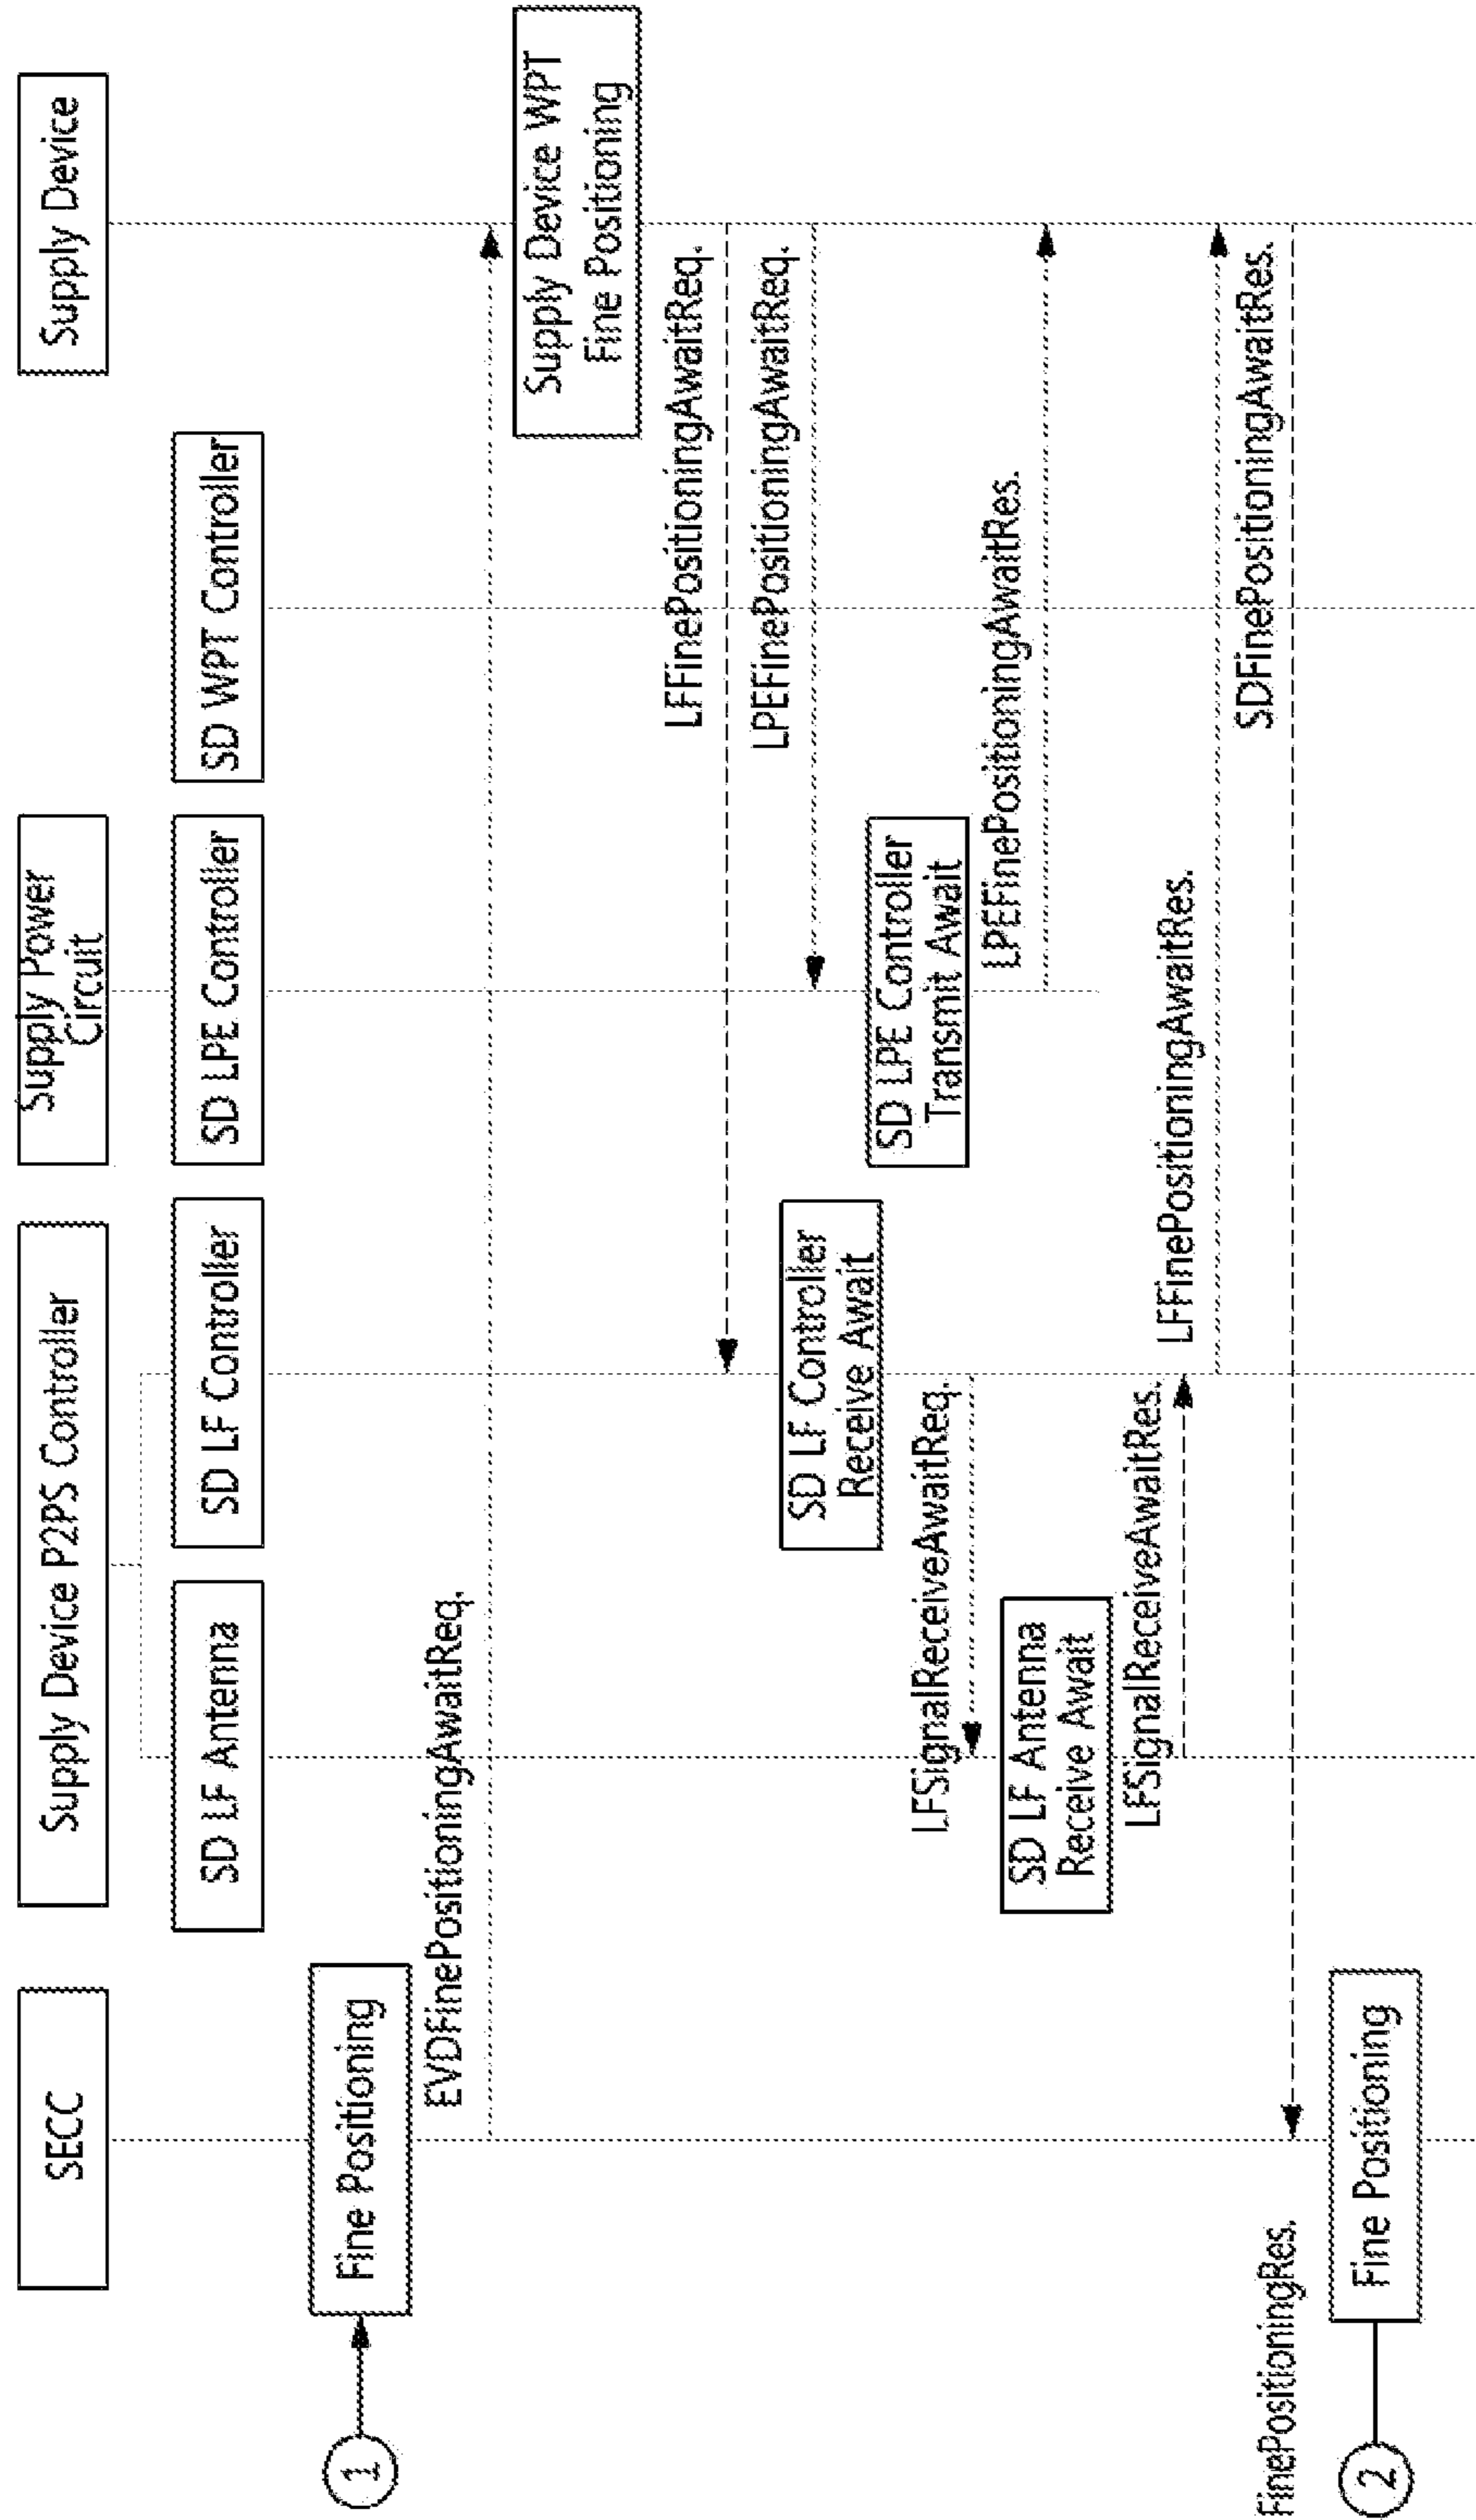 SECC
Supply Device P2PS Controller
Supply Power
Circuit
Supply Device
SD LF Antenna
SD LF Controller
SD LPE Controller
SD WPT Controller
1
Fine Positioning
EVDFinePositioningAwaitReq.
Supply Device WPT
Fine Positioning
LFFinePositioningAwaitReq.
LPEFinePositioningAwaitReq.
SD LF Controller
Receive Await
SD LPE Controller
Transmit Await
LFSignalReceiveAwaitReq.
LPEFinePositioningAwaitRes.
SD LF Antenna
Receive Await
LFSignalReceiveAwaitRes.
LFFinePositioningAwaitRes.
SDFinePositioningAwaitRes.
FinePositioningRes.
2
Fine Positioning